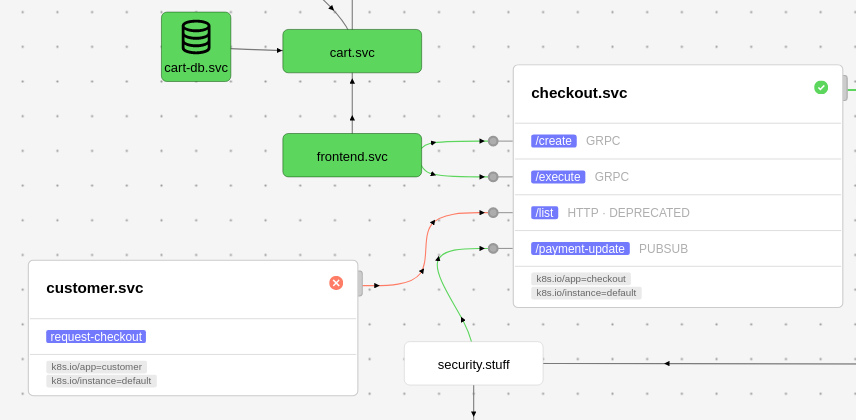 cart-db.svc
cart.svc
frontend.svc
checkout.svc
/create GRPC
/execute GRPC
/list HTTP · DEPRECATED
/payment-update PUBSUB
k8s.io/app=checkout
k8s.io/instance=default
customer.svc
request-checkout
k8s.io/app=customer
k8s.io/instance=default
security.stuff